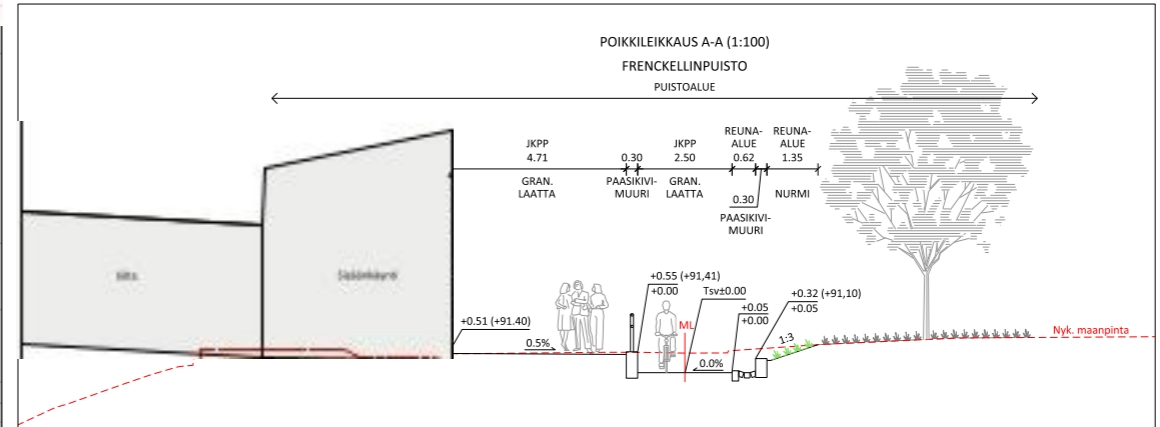 POIKKILEIKKAUS A-A (1:100)
FRENCKELLINPUISTO
PUISTOALUE
JKPP
4.71
GRAN.
LAATTA
0.30
PAASIKIVI-
MUURI
JKPP
2.50
GRAN.
LAATTA
REUNA-
ALUE
0.62
0.30
PAASIKIVI-
MUURI
REUNA-
ALUE
1.35
NURMI
Sisäänkäynti
+0.51 (+91.40)
0.5%
+0.55 (+91,41)
+0.00
Tsv±0.00
ML
+0.05
+0.00
0.0%
+0.32 (+91,10)
+0.05
1:3
Nyk. maanpinta